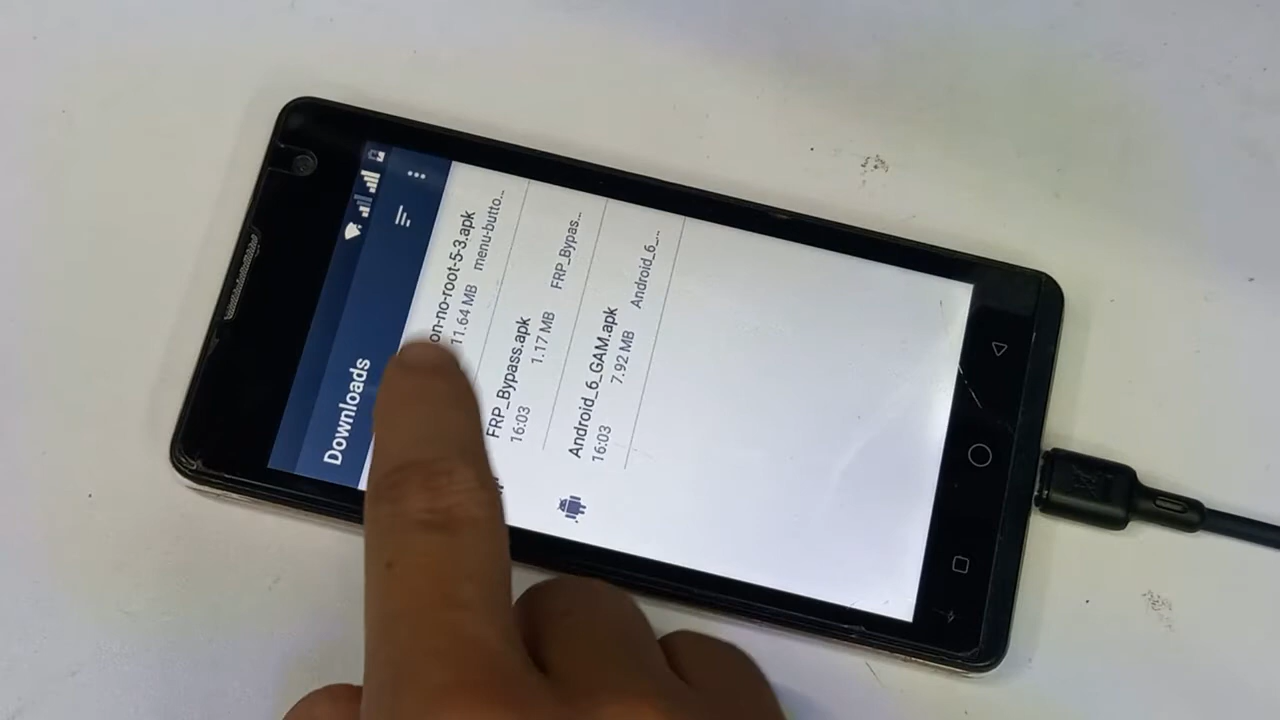 Downloads
on-no-root-5-3.apk
11.64 MB menu-butto...
FRP_Bypass.apk
16:03 1.17 MB FRP_Bypas...
Android_6_GAM.apk
16:03 7.92 MB Android_6_...